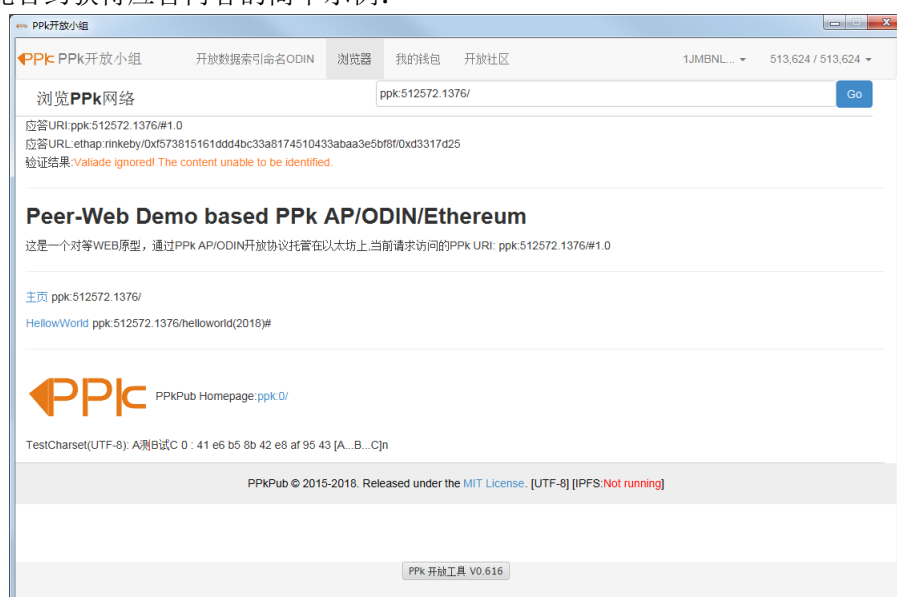 PPk开放小组
PPk PPk开放小组 开放数据索引命名ODIN 浏览器 我的钱包 开放社区 1JMBNL... 513,624 / 513,624
浏览PPk网络 ppk:512572.1376/ Go
应答URI:ppk:512572.1376/#1.0
应答URL:ethap:rinkeby/0xf573815161ddd4bc33a8174510433abaa3e5bf8f/0xd3317d25
验证结果:Valiade ignored! The content unable to be identified.
Peer-Web Demo based PPk AP/ODIN/Ethereum
这是一个对等WEB原型，通过PPk AP/ODIN开放协议托管在以太坊上.当前请求访问的PPk URI: ppk:512572.1376/#1.0
主页 ppk:512572.1376/
HellowWorld ppk:512572.1376/helloworld(2018)#
PPk PPkPub Homepage:ppk:0/
TestCharset(UTF-8): A测B试C 0 : 41 e6 b5 8b 42 e8 af 95 43 [A...B...C]n
PPkPub © 2015-2018. Released under the MIT License. [UTF-8] [IPFS:Not running]
PPk 开放工具 V0.616